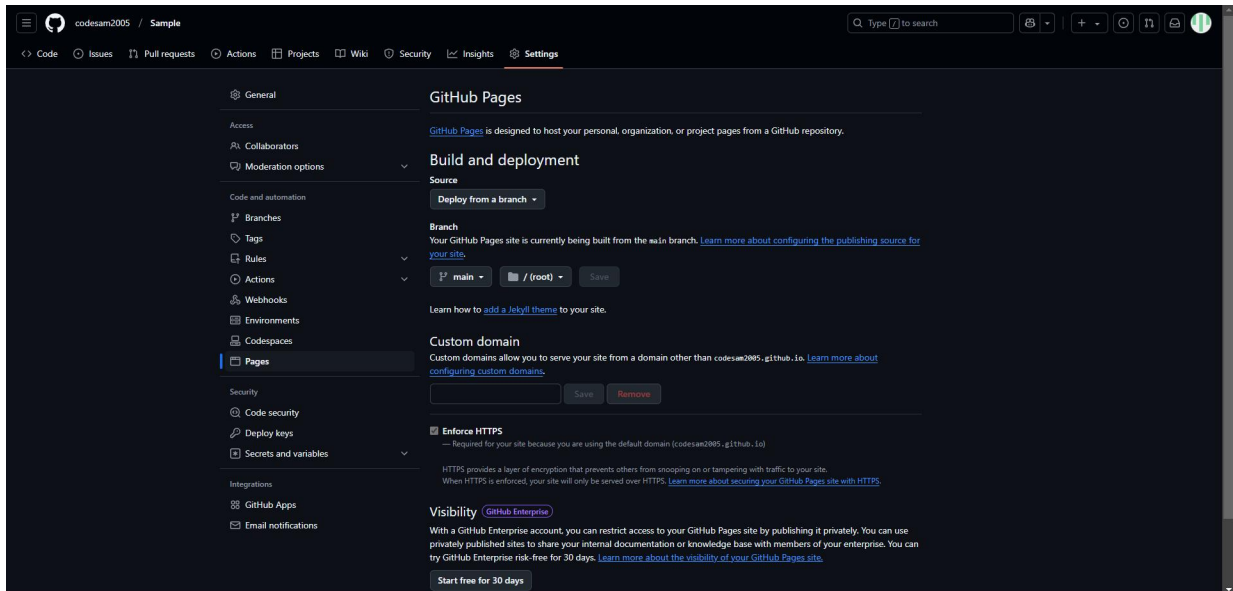 codesam2005 / Sample
Type / to search
Code
Issues
Pull requests
Actions
Projects
Wiki
Security
Insights
Settings
General
Access
Collaborators
Moderation options
Code and automation
Branches
Tags
Rules
Actions
Webhooks
Environments
Codespaces
Pages
Security
Code security
Deploy keys
Secrets and variables
Integrations
GitHub Apps
Email notifications
GitHub Pages
GitHub Pages is designed to host your personal, organization, or project pages from a GitHub repository.
Build and deployment
Source
Deploy from a branch
Branch
Your GitHub Pages site is currently being built from the main branch. Learn more about configuring the publishing source for
your site.
main
/ (root)
Save
Learn how to add a Jekyll theme to your site.
Custom domain
Custom domains allow you to serve your site from a domain other than codesam2005.github.io. Learn more about
configuring custom domains.
Save
Remove
Enforce HTTPS
— Required for your site because you are using the default domain (codesam2005.github.io)
HTTPS provides a layer of encryption that prevents others from snooping on or tampering with traffic to your site.
When HTTPS is enforced, your site will only be served over HTTPS. Learn more about securing your GitHub Pages site with HTTPS.
Visibility GitHub Enterprise
With a GitHub Enterprise account, you can restrict access to your GitHub Pages site by publishing it privately. You can use
privately published sites to share your internal documentation or knowledge base with members of your enterprise. You can
try GitHub Enterprise risk-free for 30 days. Learn more about the visibility of your GitHub Pages site.
Start free for 30 days